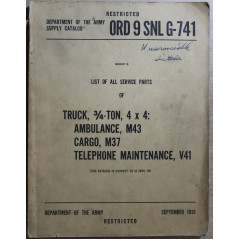 RESTRICTED
DEPARTMENT OF THE ARMY
SUPPLY CATALOG
ORD 9 SNL G-741
LIST OF ALL SERVICE PARTS
OF
TRUCK, 3/4-TON, 4 x 4:
AMBULANCE, M43
CARGO, M37
TELEPHONE MAINTENANCE, V41
DEPARTMENT OF THE ARMY
SEPTEMBER
RESTRICTED